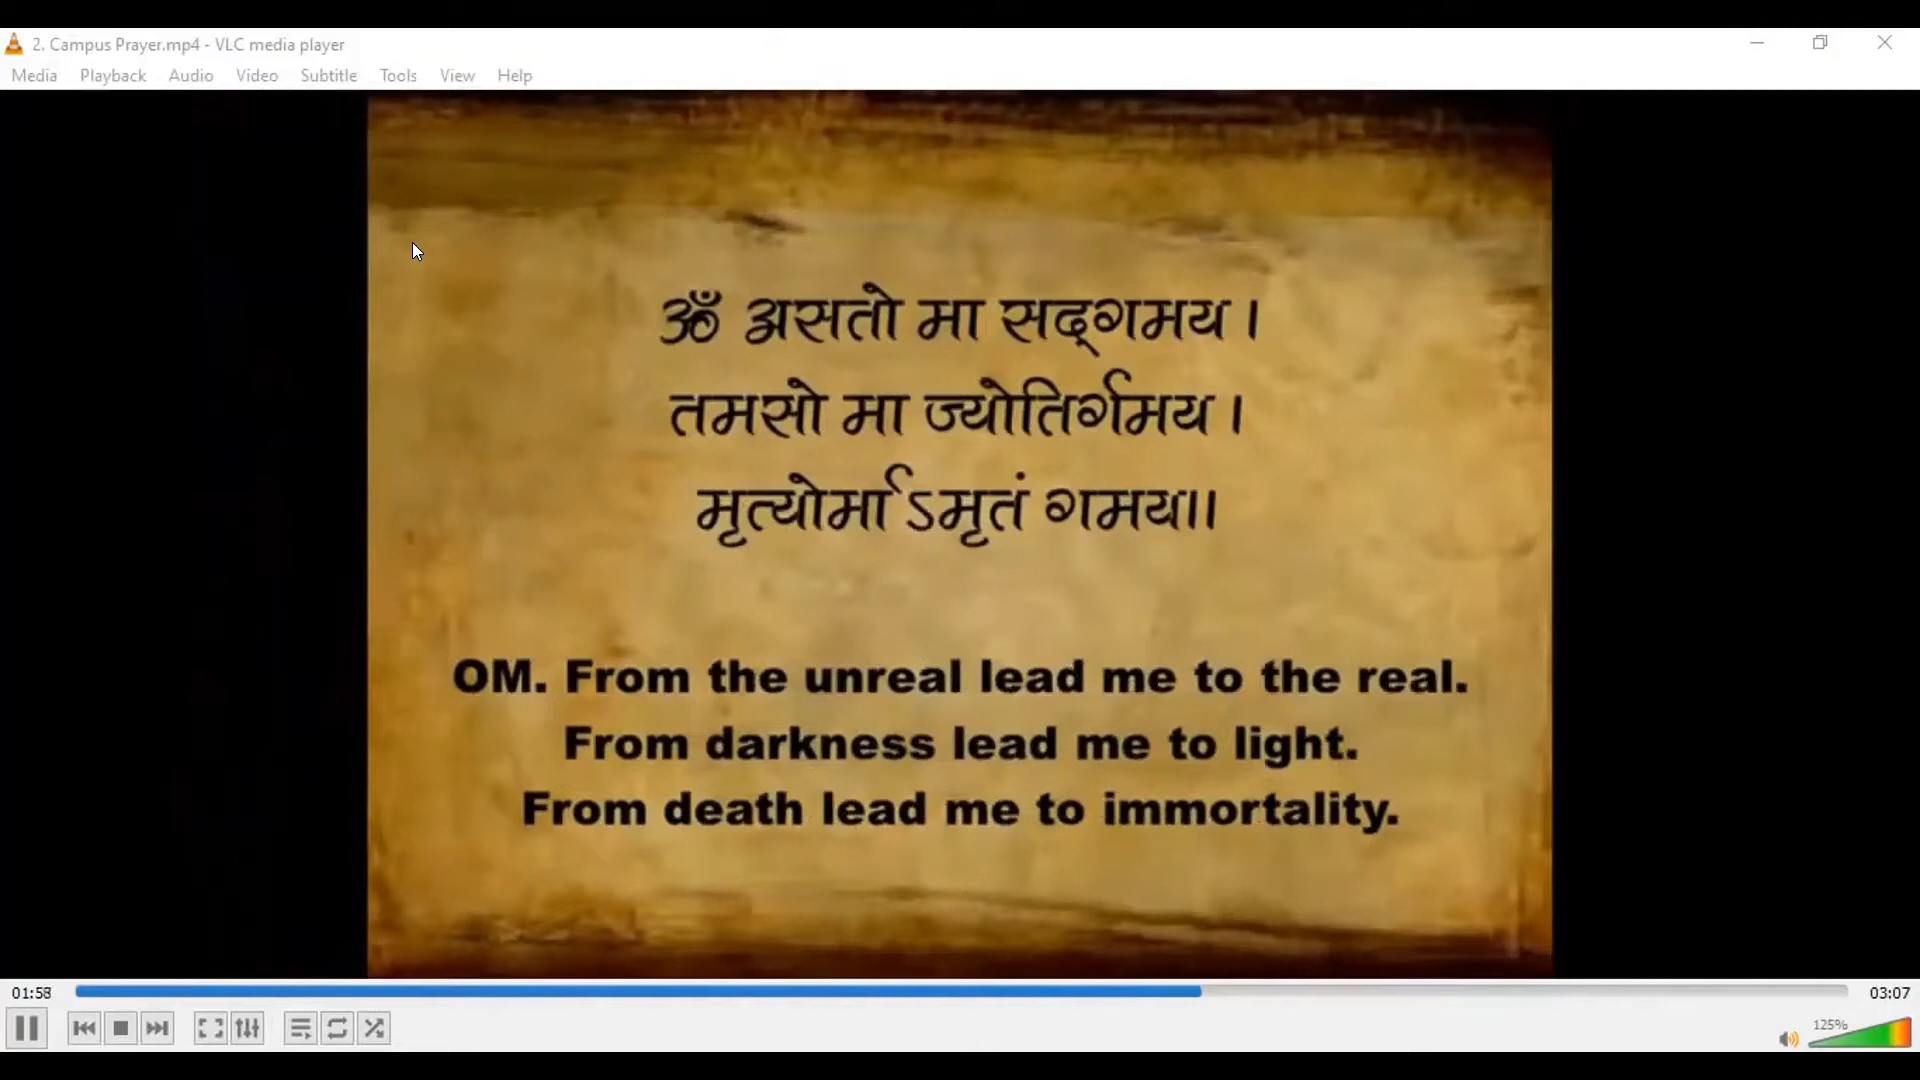 2. Campus Prayer.mp4 - VLC media player
Media Playback Audio Video Subtitle Tools View Help
ॐ असतो मा सद्गमय ।
तमसो मा ज्योतिर्गमय ।
मृत्योर्माऽमृतं गमय।।
OM. From the unreal lead me to the real.
From darkness lead me to light.
From death lead me to immortality.
01:58 03:07
125%